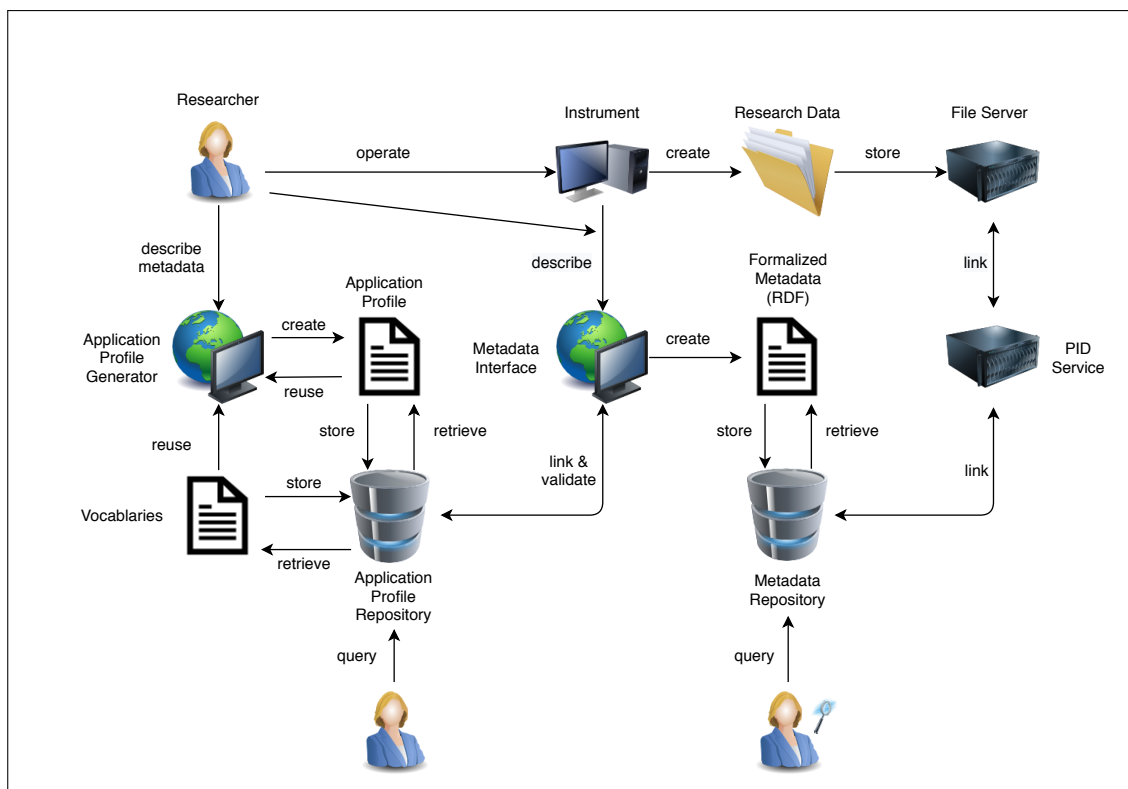 Researcher
Instrument
Research Data
File Server
operate
create
store
describe
metadata
describe
Formalized
Metadata
(RDF)
link
Application
Profile
Application
Profile
Generator
create
reuse
Metadata
Interface
create
PID
Service
reuse
store
retrieve
link &
validate
store
retrieve
link
Vocablaries
store
retrieve
Application
Profile
Repository
Metadata
Repository
query
query